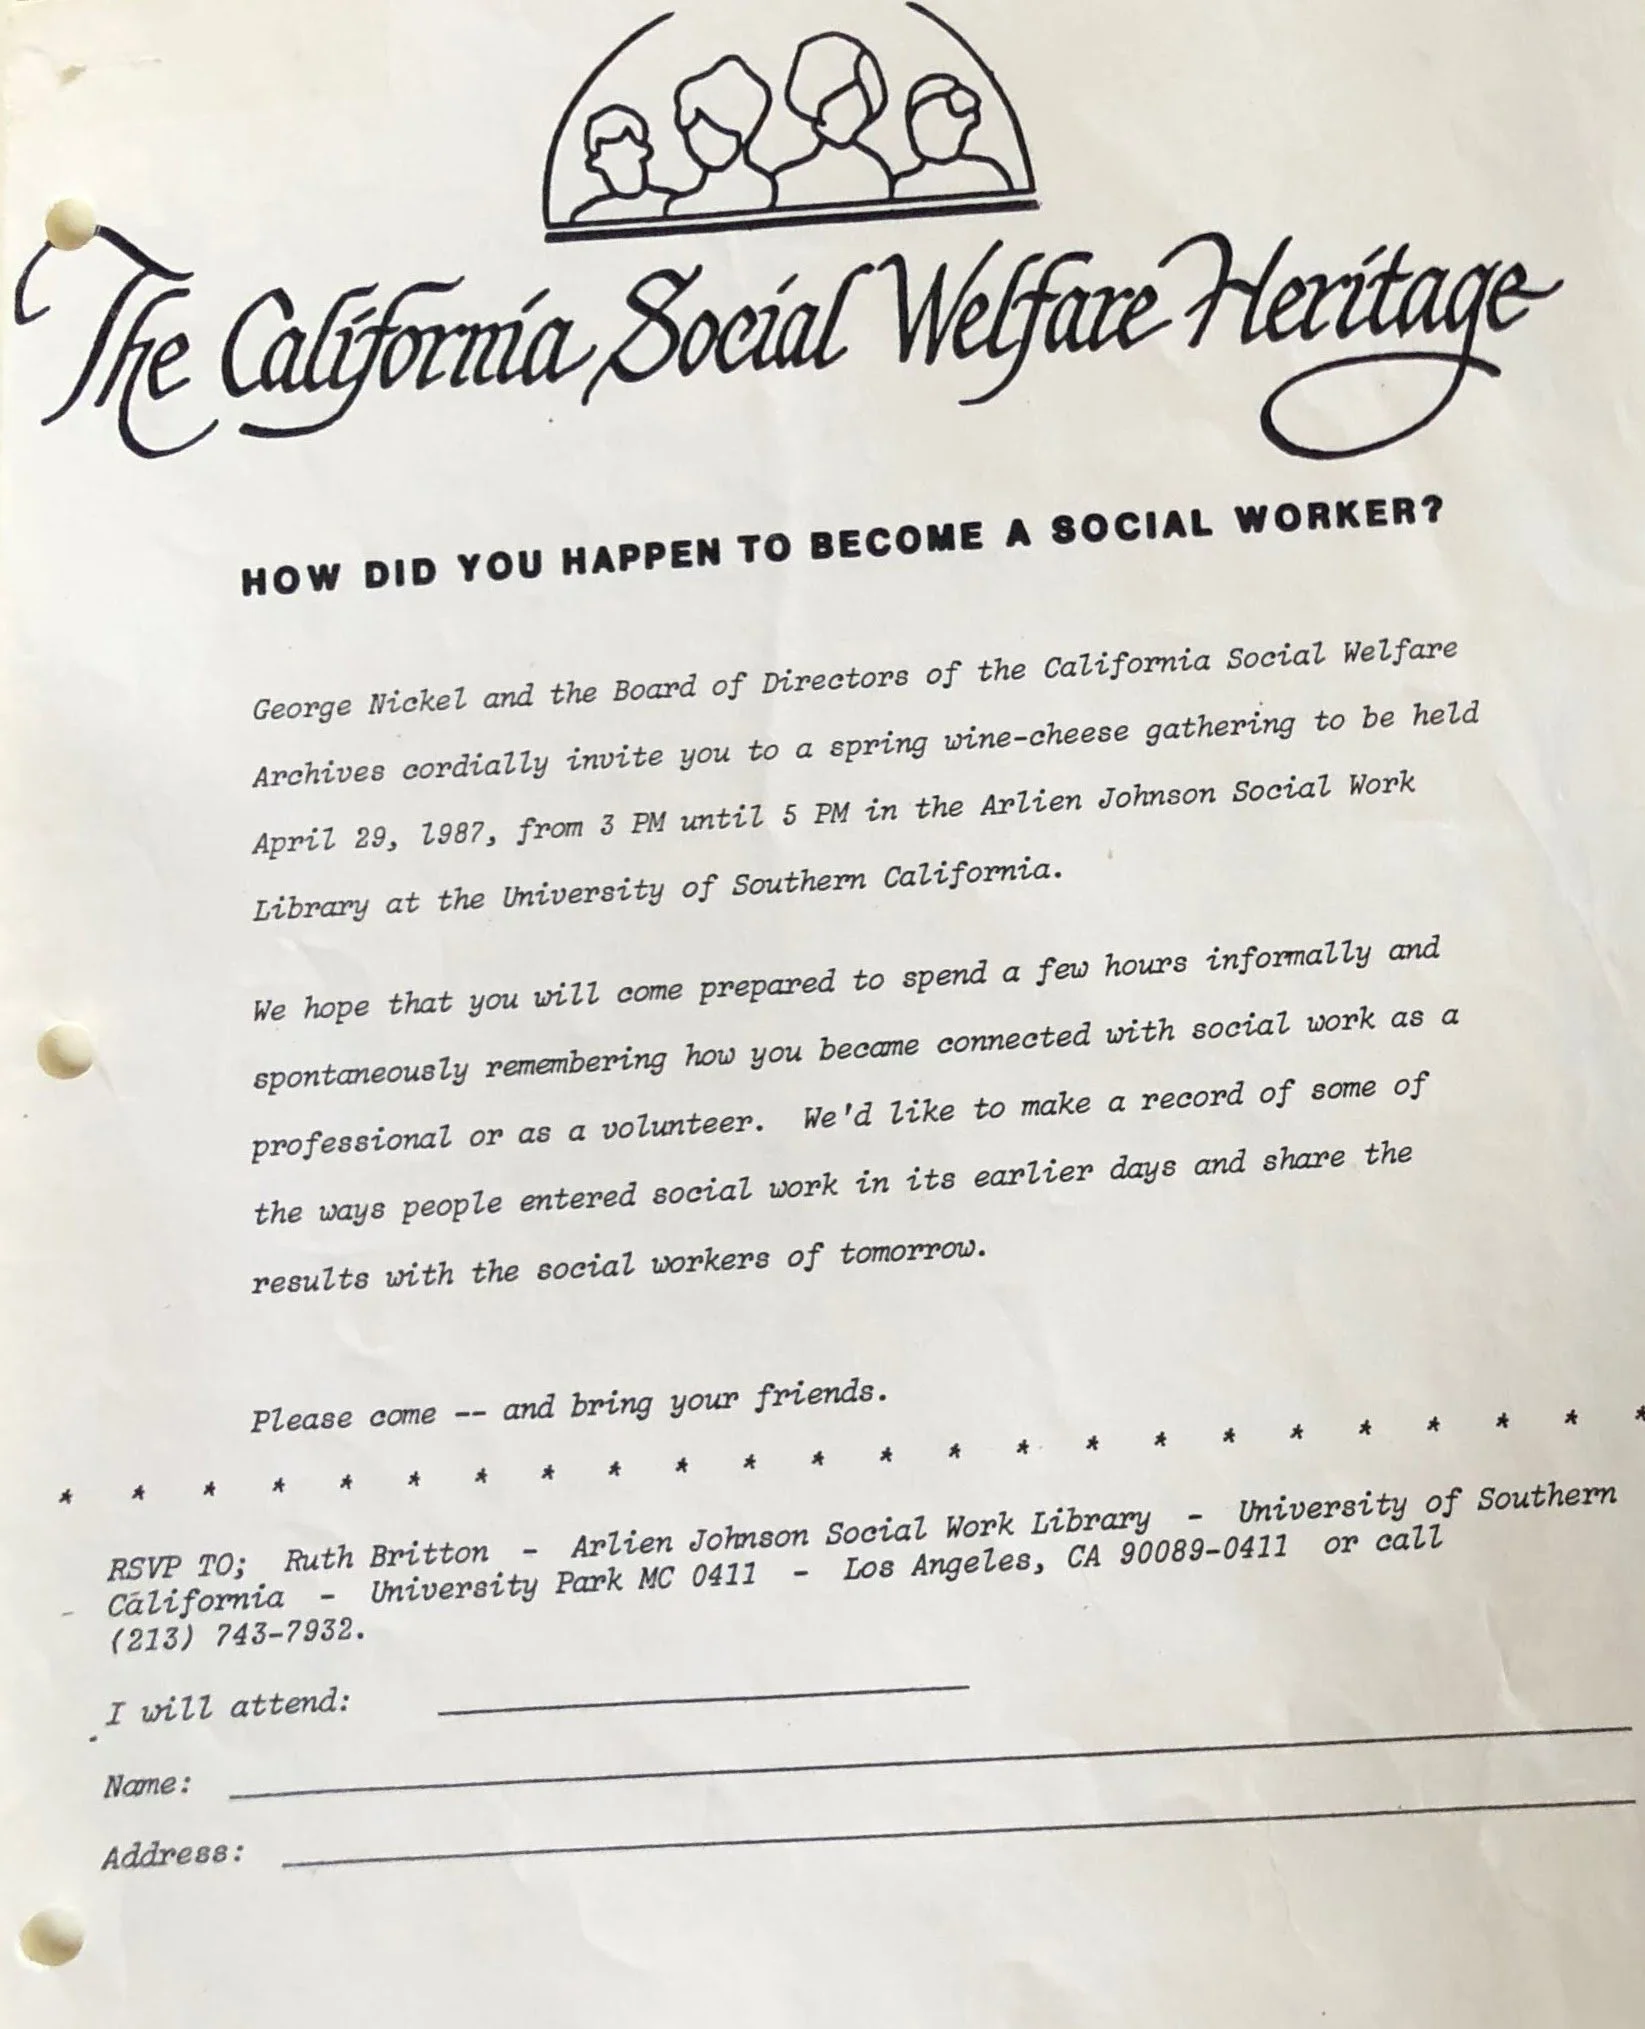 The California Social Welfare Heritage
HOW DID YOU HAPPEN TO BECOME A SOCIAL WORKER?
George Nickel and the Board of Directors of the California Social Welfare
Archives cordially invite you to a spring wine-cheese gathering to be held
April 29, 1987, from 3 PM until 5 PM in the Arlien Johnson Social Work
Library at the University of Southern California.
We hope that you will come prepared to spend a few hours informally and
spontaneously remembering how you became connected with social work as a
professional or as a volunteer. We'd like to make a record of some of
the ways people entered social work in its earlier days and share the
results with the social workers of tomorrow.
Please come -- and bring your friends.
* * * * * * * * * * * * * * * * * * * * * * * *
RSVP TO; Ruth Britton - Arlien Johnson Social Work Library - University of Southern
California - University Park MC 0411 - Los Angeles, CA 90089-0411 or call
(213) 743-7932.
I will attend:
Name:
Address: